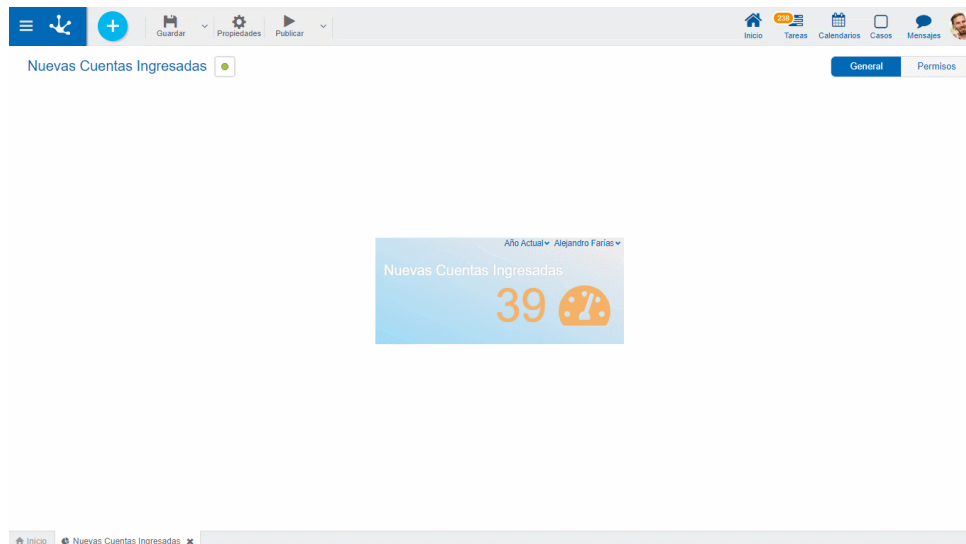 Guardar
Propiedades
Publicar
Inicio
238
Tareas
Calendarios
Casos
Mensajes
Nuevas Cuentas Ingresadas
General
Permisos
Año Actual Alejandro Farías
Nuevas Cuentas Ingresadas
39
Inicio
Nuevas Cuentas Ingresadas